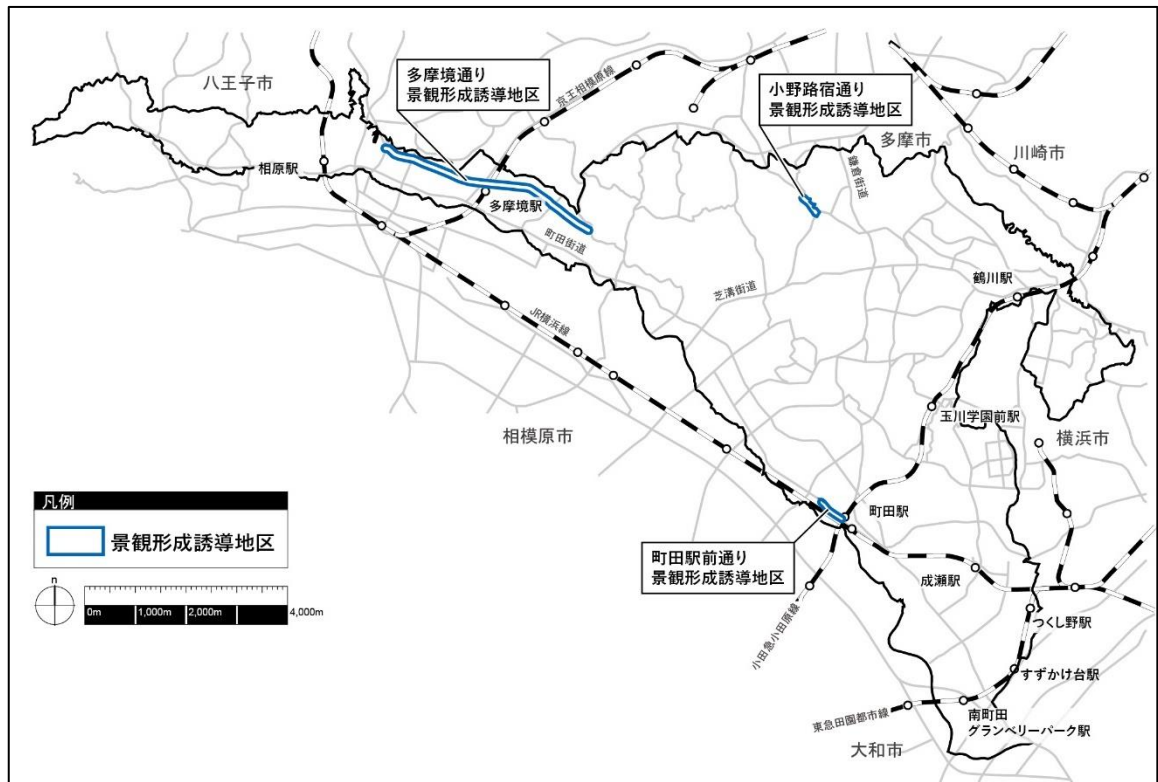 八王子市
多摩境通り
景観形成誘導地区
京王相模原線
小野路宿通り
景観形成誘導地区
多摩市
川崎市
鎌倉街道
相原駅
多摩境駅
町田街道
鶴川駅
芝溝街道
JR横浜線
玉川学園前駅
相模原市
横浜市
凡例
景観形成誘導地区
町田駅
町田駅前通り
景観形成誘導地区
成瀬駅
n
0m
1,000m
2,000m
4,000m
小田急小田原線
つくし野駅
すずかけ台駅
東急田園都市線
南町田
グランベリーパーク駅
大和市